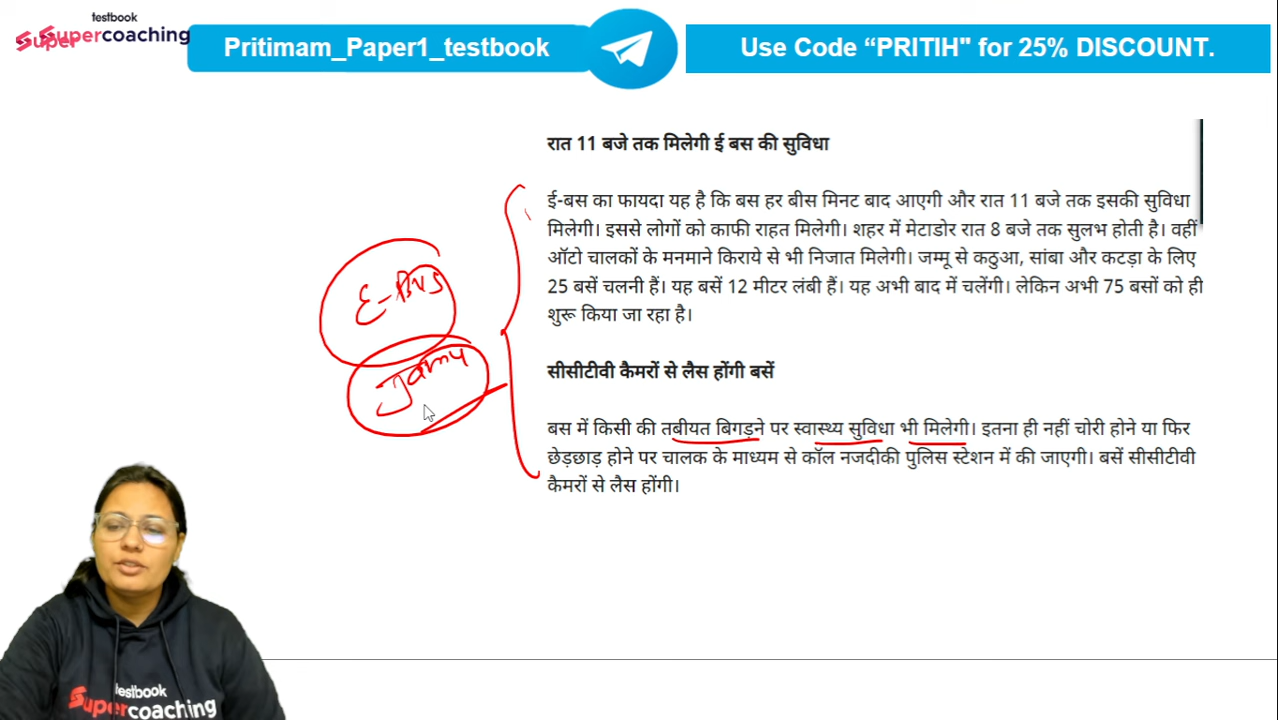 testbook
Supercoaching
Super
Pritimam_Paper1_testbook
Use Code “PRITIH" for 25% DISCOUNT.
रात 11 बजे तक मिलेगी ई बस की सुविधा
ई-बस का फायदा यह है कि बस हर बीस मिनट बाद आएगी और रात 11 बजे तक इसकी सुविधा
मिलेगी। इससे लोगों को काफी राहत मिलेगी। शहर में मेटाडोर रात 8 बजे तक सुलभ होती है। वहीं
ऑटो चालकों के मनमाने किराये से भी निजात मिलेगी। जम्मू से कठुआ, सांबा और कटड़ा के लिए
25 बसें चलनी हैं। यह बसें 12 मीटर लंबी हैं। यह अभी बाद में चलेंगी। लेकिन अभी 75 बसों को ही
शुरू किया जा रहा है।
E-BUS
Jammu
सीसीटीवी कैमरों से लैस होंगी बसें
बस में किसी की तबीयत बिगड़ने पर स्वास्थ्य सुविधा भी मिलेगी। इतना ही नहीं चोरी होने या फिर
छेड़छाड़ होने पर चालक के माध्यम से कॉल नजदीकी पुलिस स्टेशन में की जाएगी। बसें सीसीटीवी
कैमरों से लैस होंगी।
testbook
Supercoaching